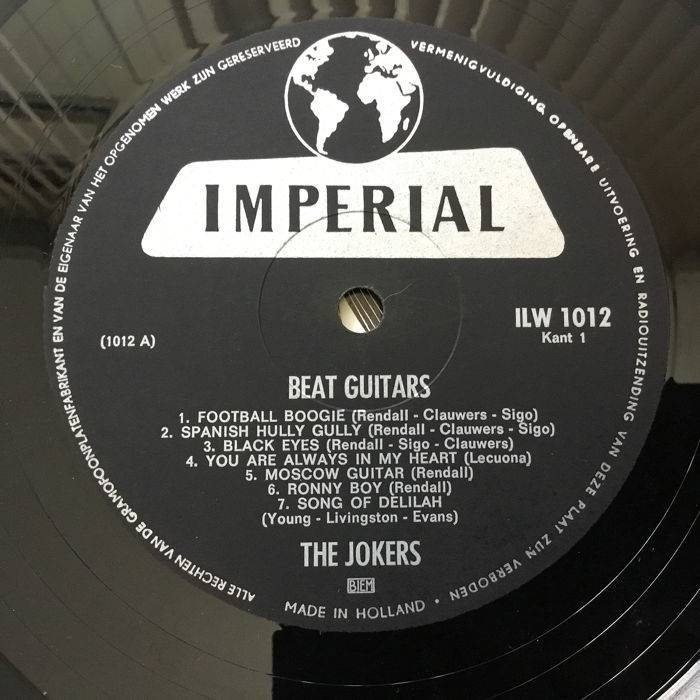 ALLE RECHTEN VAN DE GRAMOFOONPLATENFABRIKANT EN VAN DE EIGENAAR VAN HET OPGENOMEN WERK ZIJN GERESERVEERD
VERMENIGVULDIGING, OPENBARE UITVOERING EN RADIOUITZENDING VAN DEZE PLAAT ZIJN VERBODEN •
IMPERIAL
ILW 1012
(1012 A)
Kant 1
BEAT GUITARS
1. FOOTBALL BOOGIE (Rendall - Clauwers - Sigo)
2. SPANISH HULLY GULLY (Rendall - Clauwers - Sigo)
3. BLACK EYES (Rendall - Sigo - Clauwers)
4. YOU ARE ALWAYS IN MY HEART (Lecuona)
5. MOSCOW GUITAR (Rendall)
6. RONNY BOY (Rendall)
7. SONG OF DELILAH
(Young - Livingston - Evans)
THE JOKERS
BIEM
MADE IN HOLLAND